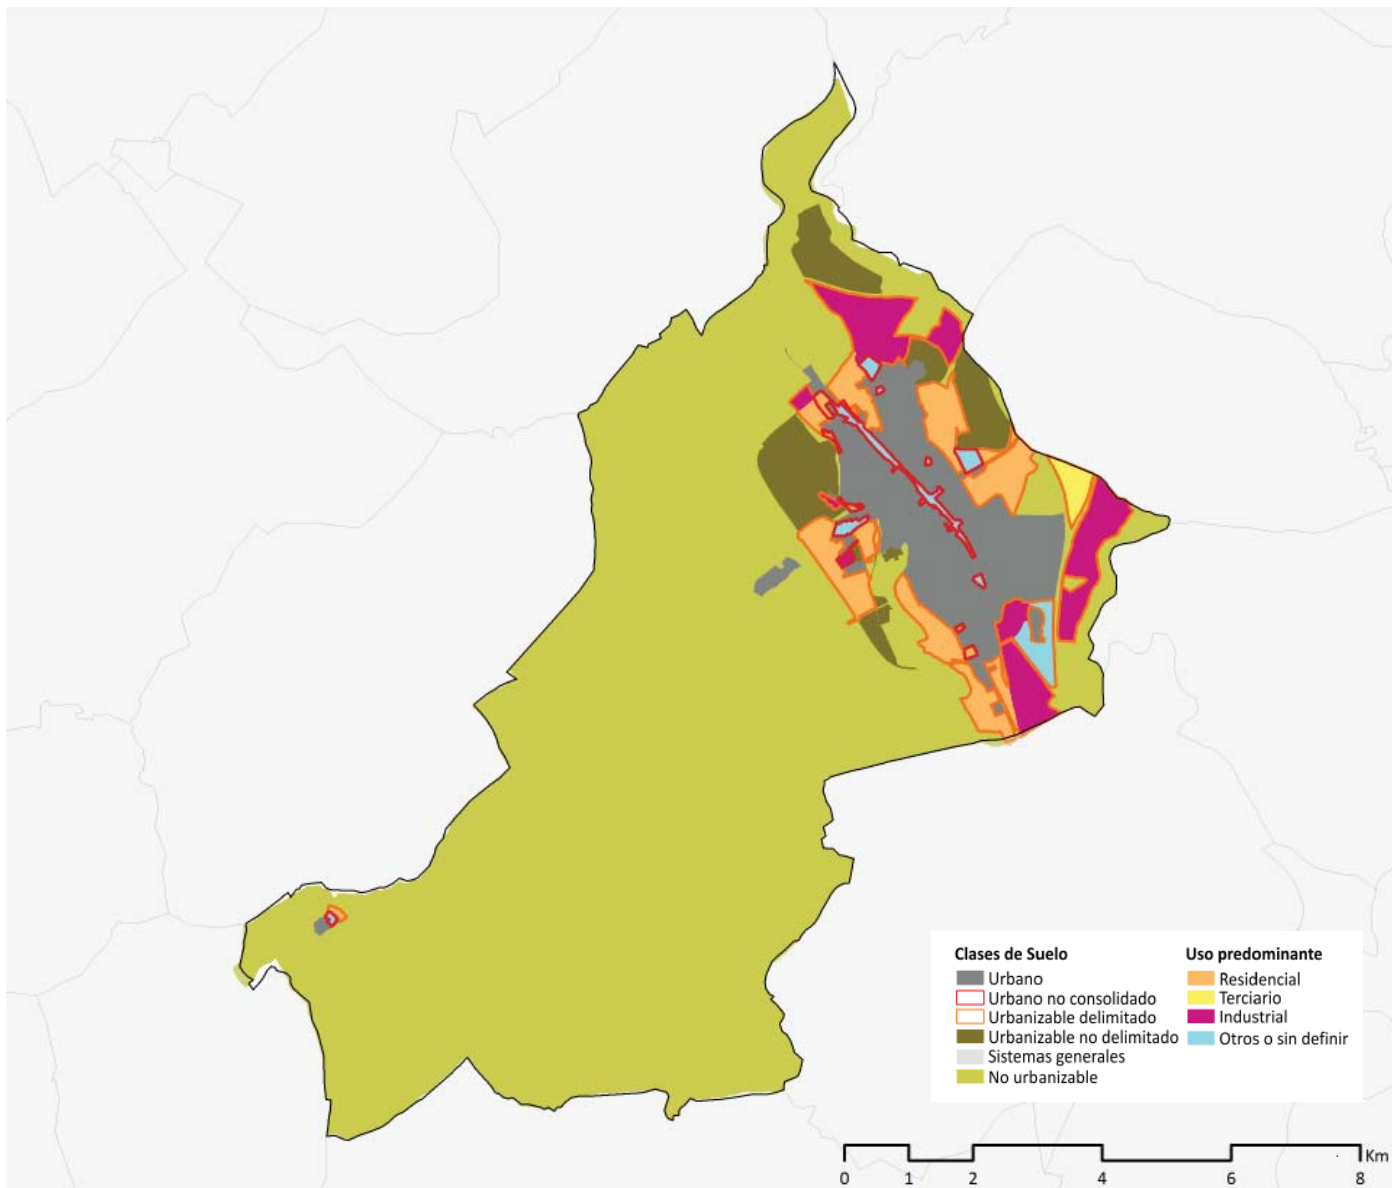 Clases de Suelo
Urbano
Urbano no consolidado
Urbanizable delimitado
Urbanizable no delimitado
Sistemas generales
No urbanizable
Uso predominante
Residencial
Terciario
Industrial
Otros o sin definir
0 1 2 4 6 8 Km